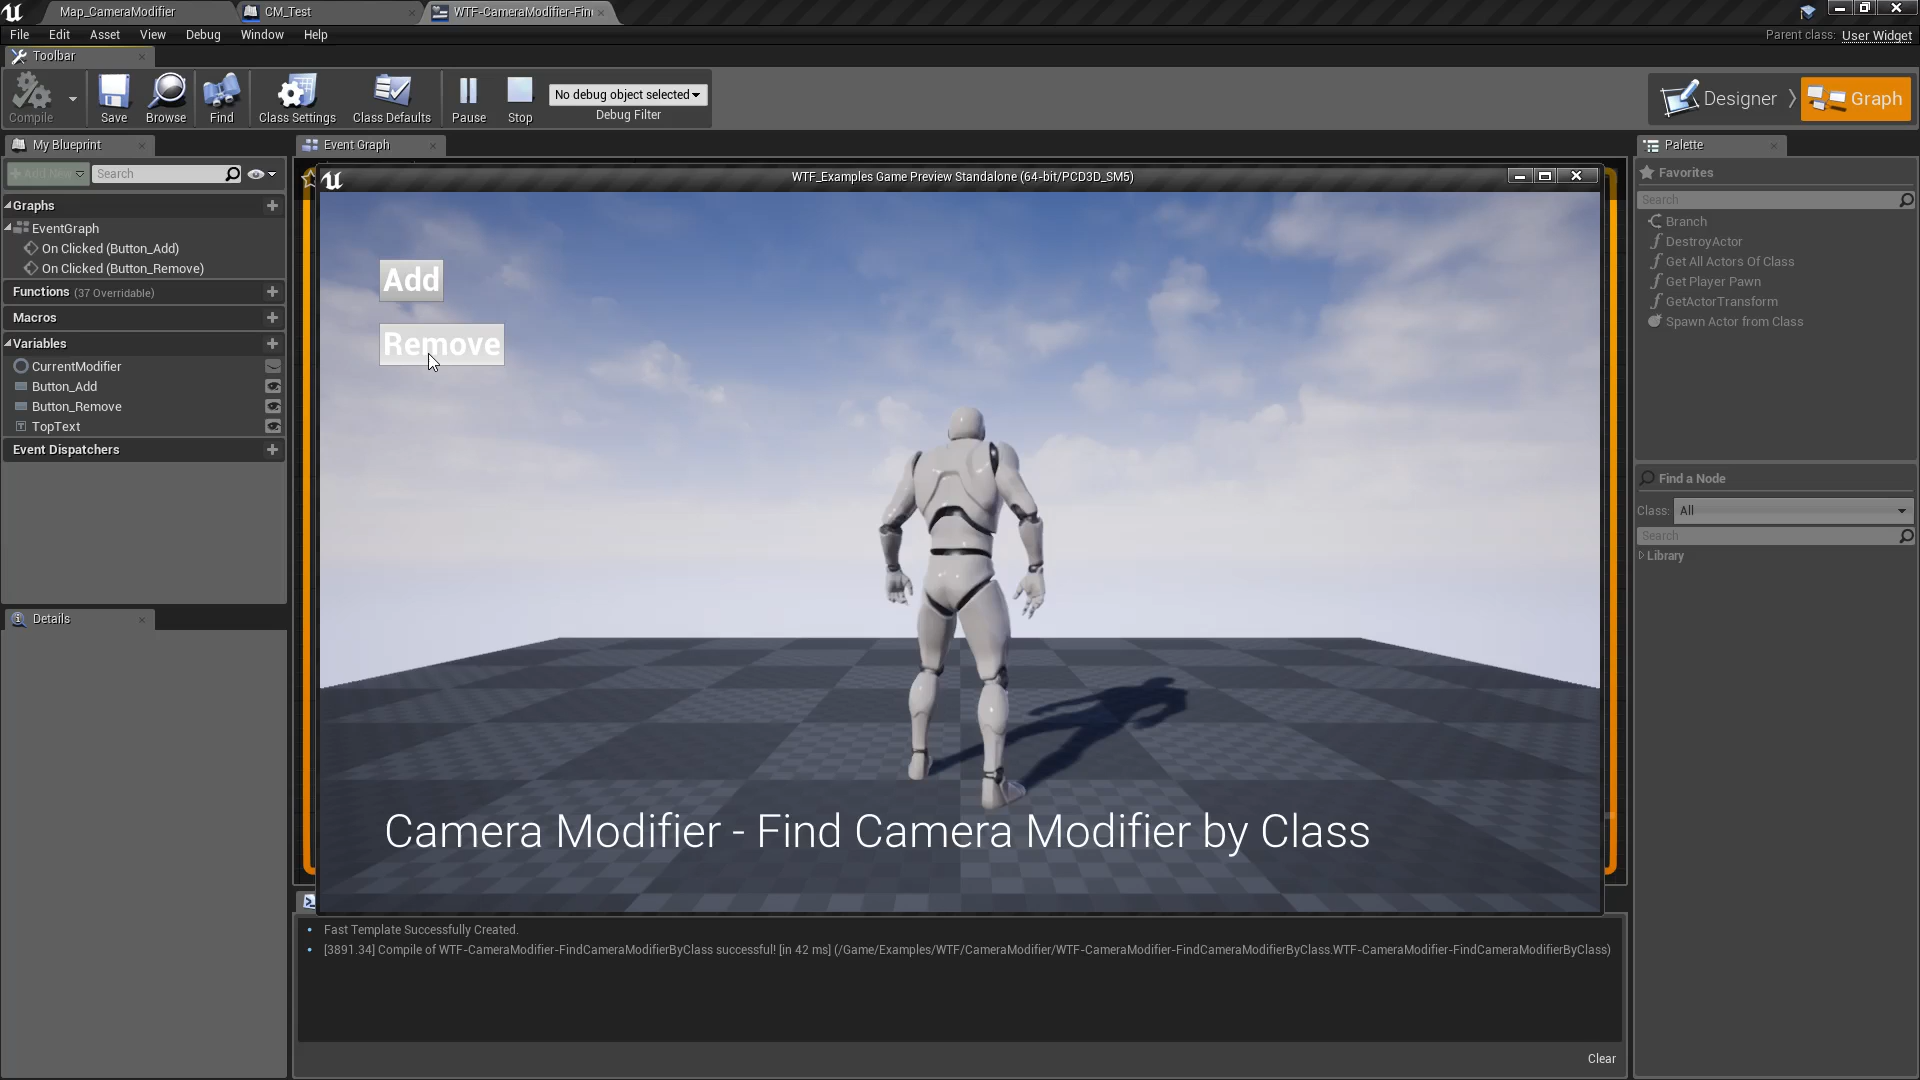 Map_CameraModifier
CM_Test
WTF-CameraModifier-Fin
File Edit Asset View Debug Window Help
Parent class: User Widget
Toolbar
Compile
Save
Browse
Find
Class Settings
Class Defaults
Pause
Stop
No debug object selected
Debug Filter
Designer
Graph
My Blueprint
Add New
Search
Graphs
EventGraph
On Clicked (Button_Add)
On Clicked (Button_Remove)
Functions (37 Overridable)
Macros
Variables
CurrentModifier
Button_Add
Button_Remove
TopText
Event Dispatchers
Details
Event Graph
WTF_Examples Game Preview Standalone (64-bit/PCD3D_SM5)
Add
Remove
Camera Modifier - Find Camera Modifier by Class
Fast Template Successfully Created.
[3891.34] Compile of WTF-CameraModifier-FindCameraModifierByClass successful! [in 42 ms] (/Game/Examples/WTF/CameraModifier/WTF-CameraModifier-FindCameraModifierByClass.WTF-CameraModifier-FindCameraModifierByClass)
Clear
Palette
Favorites
Search
Branch
DestroyActor
Get All Actors Of Class
Get Player Pawn
GetActorTransform
Spawn Actor from Class
Find a Node
Class: All
Search
Library